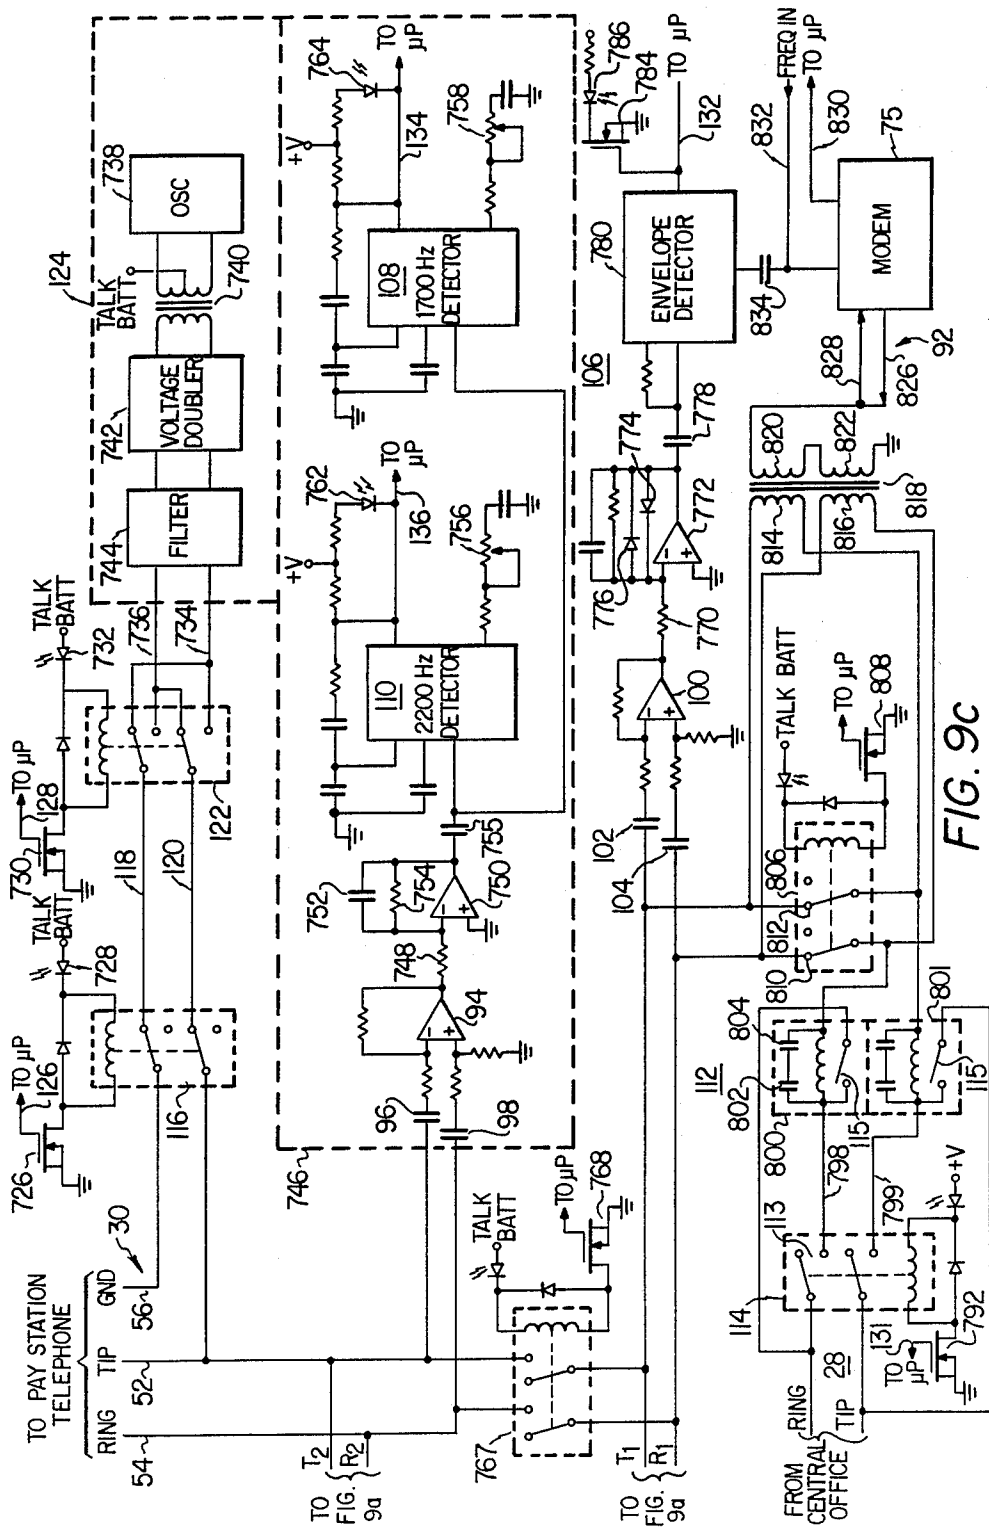 TO PAY STATION
TELEPHONE
RING
TIP
GND
54
52
56
30
726
TO µP
126
116
728
TALK
BATT
730
TO µP
128
118
120
122
732
TALK
BATT
736
734
744
FILTER
742
VOLTAGE
DOUBLER
740
TALK
BATT
124
738
OSC
746
96
98
94
748
752
754
750
755
110
2200 Hz
DETECTOR
+V
762
TO
µP
136
756
108
1700 Hz
DETECTOR
+V
764
TO
µP
134
758
T2
R2
TO
FIG.
9a
767
TALK
BATT
TO µP
768
T1
R1
TO
FIG.
9a
102
104
100
770
776
774
772
778
106
780
ENVELOPE
DETECTOR
786
784
TO µP
132
834
832
FREQ IN
TO µP
830
75
MODEM
828
826
92
820
822
818
814
816
TALK BATT
TO µP
808
806
812
810
801
804
802
112
115
115
800
798
799
113
114
FROM
CENTRAL
OFFICE
RING
TIP
28
TO
µP
131
792
+V
FIG. 9c